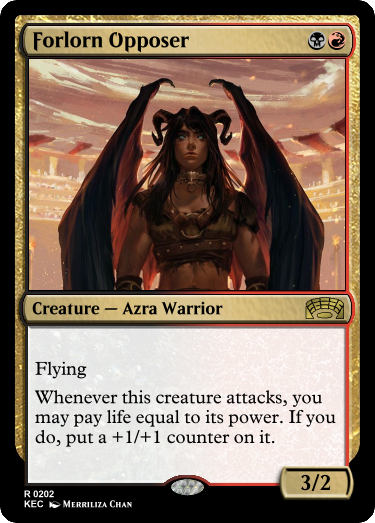 Forlorn Opposer
Creature — Azra Warrior
Flying
Whenever this creature attacks, you
may pay life equal to its power. If you
do, put a +1/+1 counter on it.
3/2
R 0202
KEC Merriliza Chan